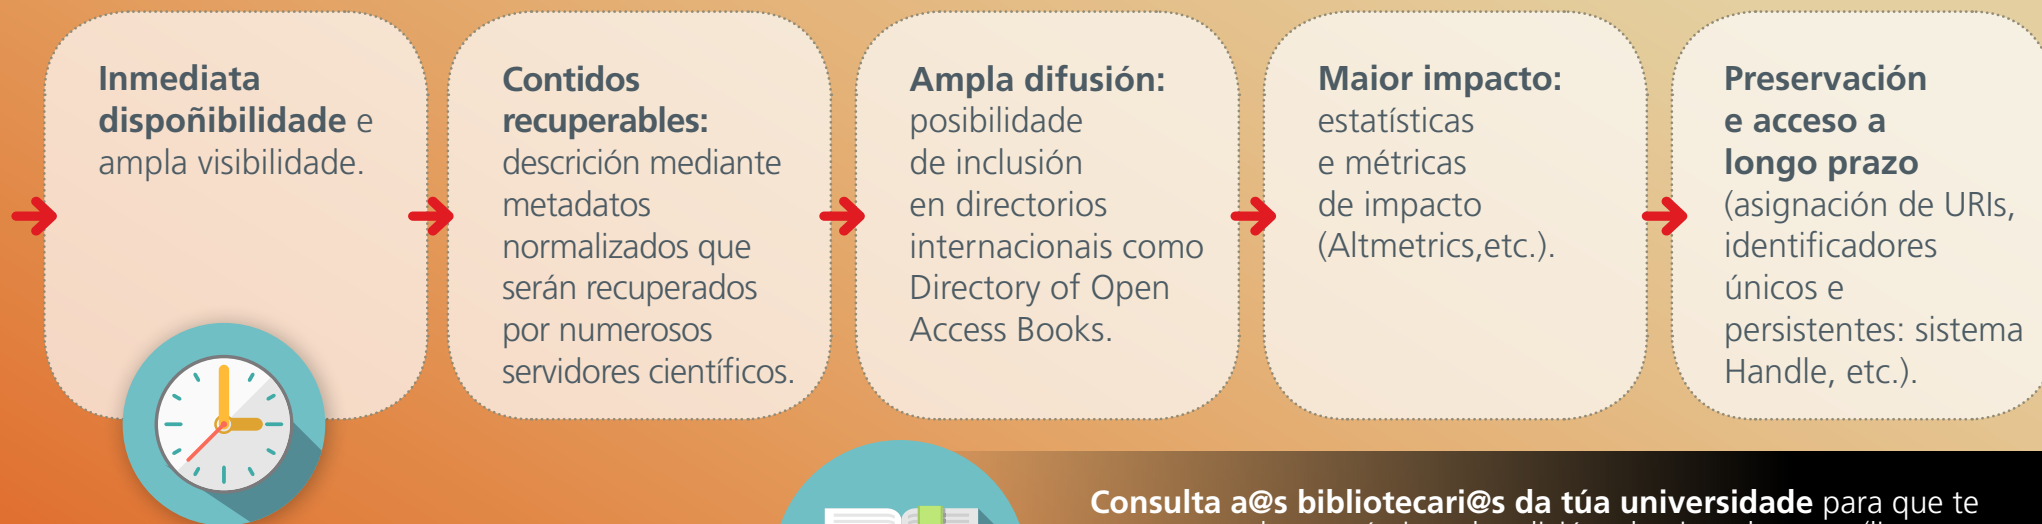 Inmediata
dispoñibilidade e
ampla visibilidade.
Contidos
recuperables:
descrición mediante
metadatos
normalizados que
serán recuperados
por numerosos
servidores científicos.
Ampla difusión:
posibilidade
de inclusión
en directorios
internacionais como
Directory of Open
Access Books.
Maior impacto:
estatísticas
e métricas
de impacto
(Altmetrics,etc.).
Preservación
e acceso a
longo prazo
(asignación de URIs,
identificadores
únicos e
persistentes: sistema
Handle, etc.).
Consulta a@s bibliotecari@s da túa universidade para que te